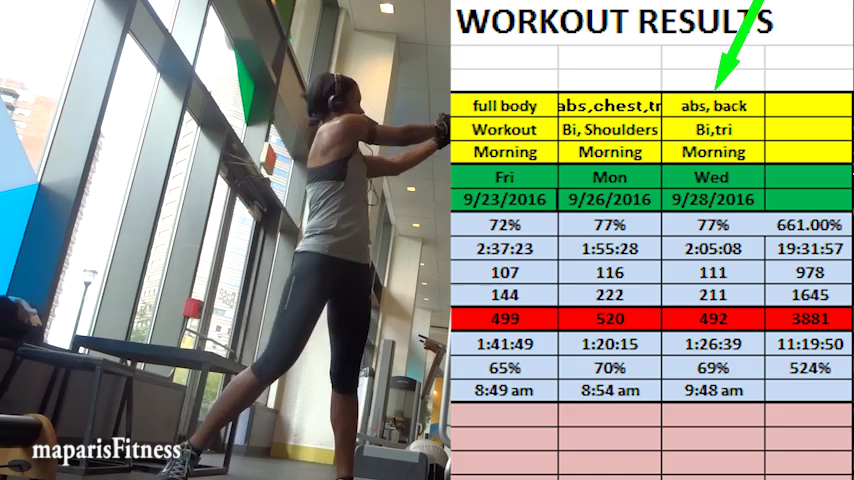 WORKOUT RESULTS
full body abs,chest,tr abs, back
Workout Bi, Shoulders Bi,tri
Morning Morning Morning
Fri Mon Wed
9/23/2016 9/26/2016 9/28/2016
72% 77% 77% 661.00%
2:37:23 1:55:28 2:05:08 19:31:57
107 116 111 978
144 222 211 1645
499 520 492 3881
1:41:49 1:20:15 1:26:39 11:19:50
65% 70% 69% 524%
8:49 am 8:54 am 9:48 am
maparisFitness